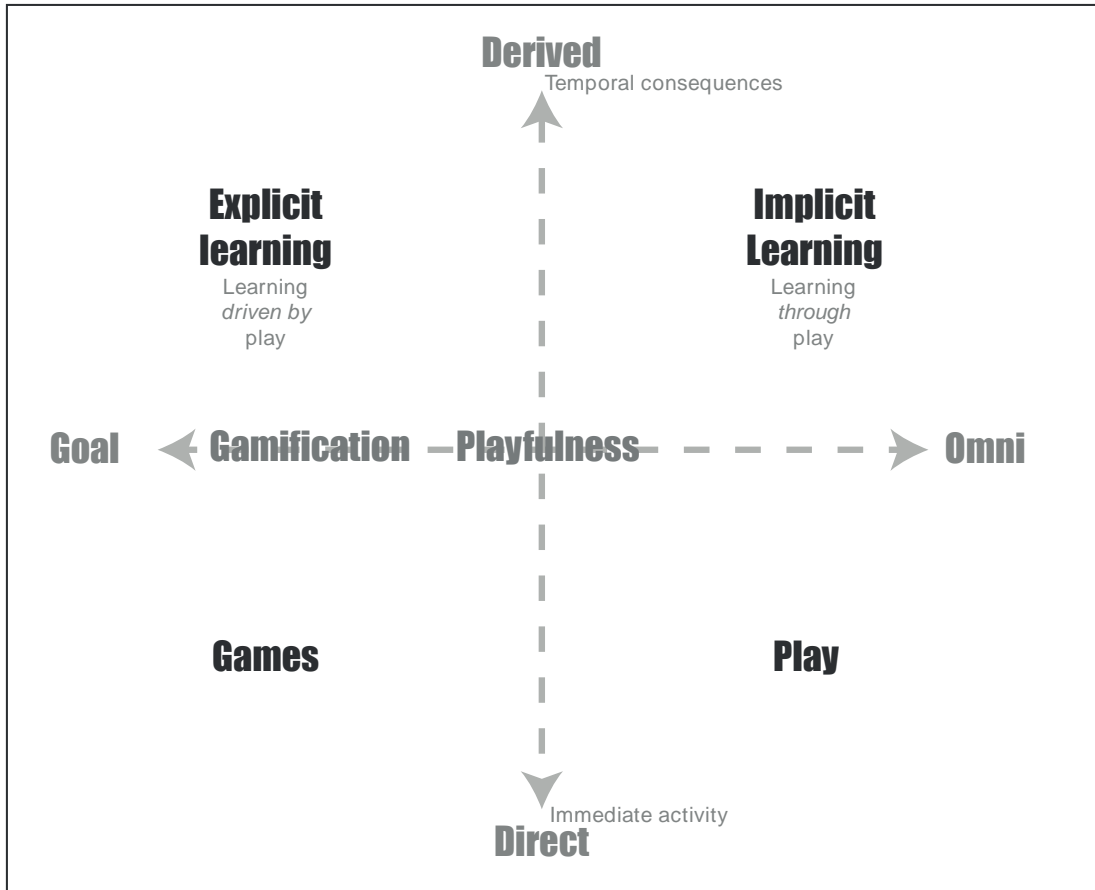 Derived
Temporal consequences
Explicit
learning
Learning
driven by
play
Implicit
Learning
Learning
through
play
Goal
Gamification
Playfulness
Omni
Games
Play
Immediate activity
Direct